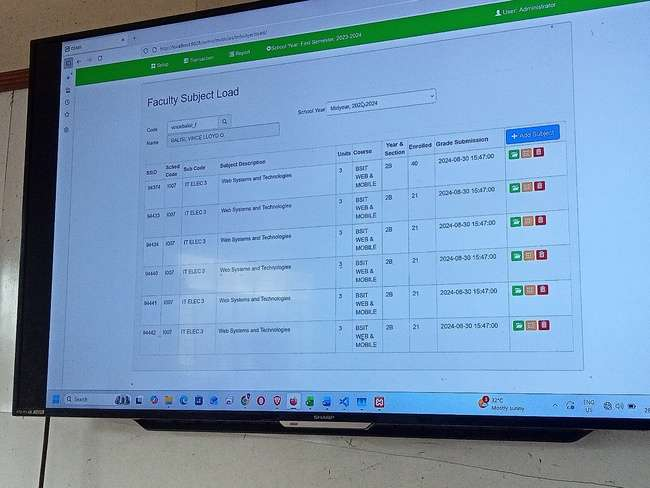 User: Administrator
Setup Transaction Report School Year: First Semester, 2023-2024
Faculty Subject Load
School Year Midyear, 2023-2024
Code
Name BALISI, VINCE LLOYD O.
Add Subject
SSID Sched Code Sub Code Subject Description Units Course Year & Section Enrolled Grade Submission
94374 I007 IT ELEC 3 Web Systems and Technologies 3 BSIT WEB & MOBILE 2B 40 2024-08-30 15:47:00
94433 I007 IT ELEC 3 Web Systems and Technologies 3 BSIT WEB & MOBILE 2B 21 2024-08-30 15:47:00
94434 I007 IT ELEC 3 Web Systems and Technologies 3 BSIT WEB & MOBILE 2B 21 2024-08-30 15:47:00
94440 I007 IT ELEC 3 Web Systems and Technologies 3 BSIT WEB & MOBILE 2B 21 2024-08-30 15:47:00
94441 I007 IT ELEC 3 Web Systems and Technologies 3 BSIT WEB & MOBILE 2B 21 2024-08-30 15:47:00
94442 I007 IT ELEC 3 Web Systems and Technologies 3 BSIT WEB & MOBILE 2B 21 2024-08-30 15:47:00
Search
32°C
Mostly sunny
ENG
US
SHARP